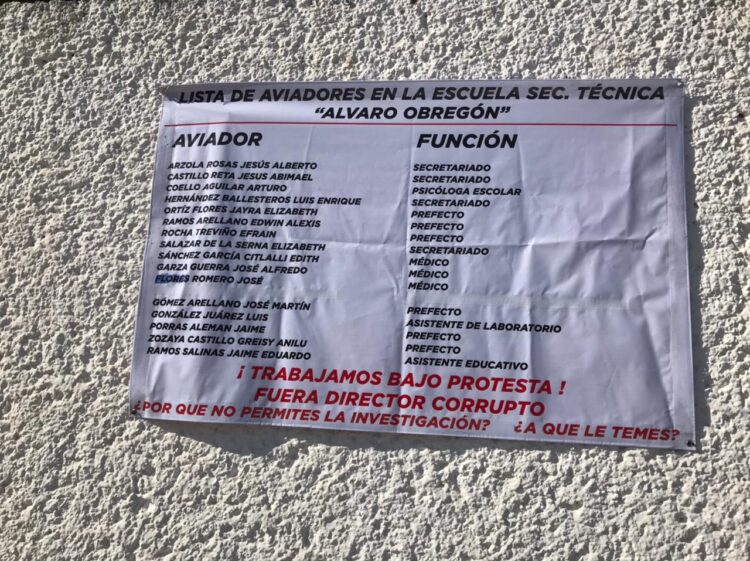 LISTA DE AVIADORES EN LA ESCUELA SEC. TÉCNICA
“ALVARO OBREGÓN”
AVIADOR FUNCIÓN
ARZOLA ROSAS JESÚS ALBERTO SECRETARIADO
CASTILLO RETA JESUS ABIMAEL SECRETARIADO
COELLO AGUILAR ARTURO PSICÓLOGA ESCOLAR
HERNÁNDEZ BALLESTEROS LUIS ENRIQUE SECRETARIADO
ORTÍZ FLORES JAYRA ELIZABETH PREFECTO
RAMOS ARELLANO EDWIN ALEXIS PREFECTO
ROCHA TREVIÑO EFRAIN PREFECTO
SALAZAR DE LA SERNA ELIZABETH SECRETARIADO
SÁNCHEZ GARCÍA CITLALLI EDITH MÉDICO
GARZA GUERRA JOSÉ ALFREDO MÉDICO
FLORES ROMERO JOSÉ MÉDICO
GÓMEZ ARELLANO JOSÉ MARTÍN PREFECTO
GONZÁLEZ JUÁREZ LUIS ASISTENTE DE LABORATORIO
PORRAS ALEMAN JAIME PREFECTO
ZOZAYA CASTULLO GREISY ANILU PREFECTO
RAMOS SALINAS JAIME EDUARDO ASISTENTE EDUCATIVO
¡ TRABAJAMOS BAJO PROTESTA !
FUERA DIRECTOR CORRUPTO
¿POR QUE NO PERMITES LA INVESTIGACIÓN? ¿A QUE LE TEMES?